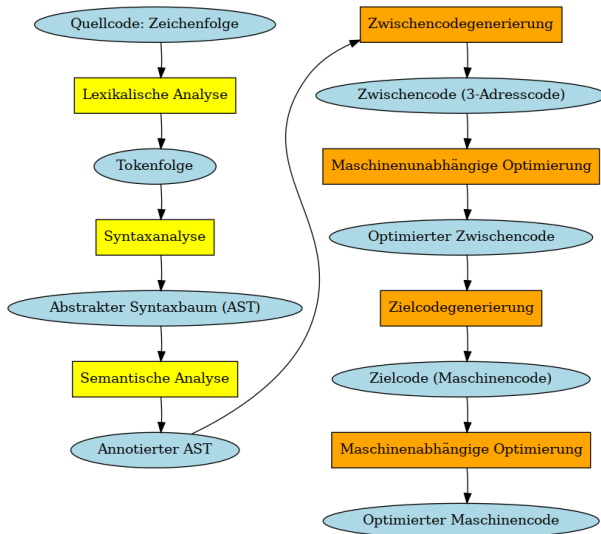 Quellcode: Zeichenfolge
Lexikalische Analyse
Tokenfolge
Syntaxanalyse
Abstrakter Syntaxbaum (AST)
Semantische Analyse
Annotierter AST
Zwischencodegenerierung
Zwischencode (3-Adresscode)
Maschinenunabhängige Optimierung
Optimierter Zwischencode
Zielcodegenerierung
Zielcode (Maschinencode)
Maschinenabhängige Optimierung
Optimierter Maschinencode